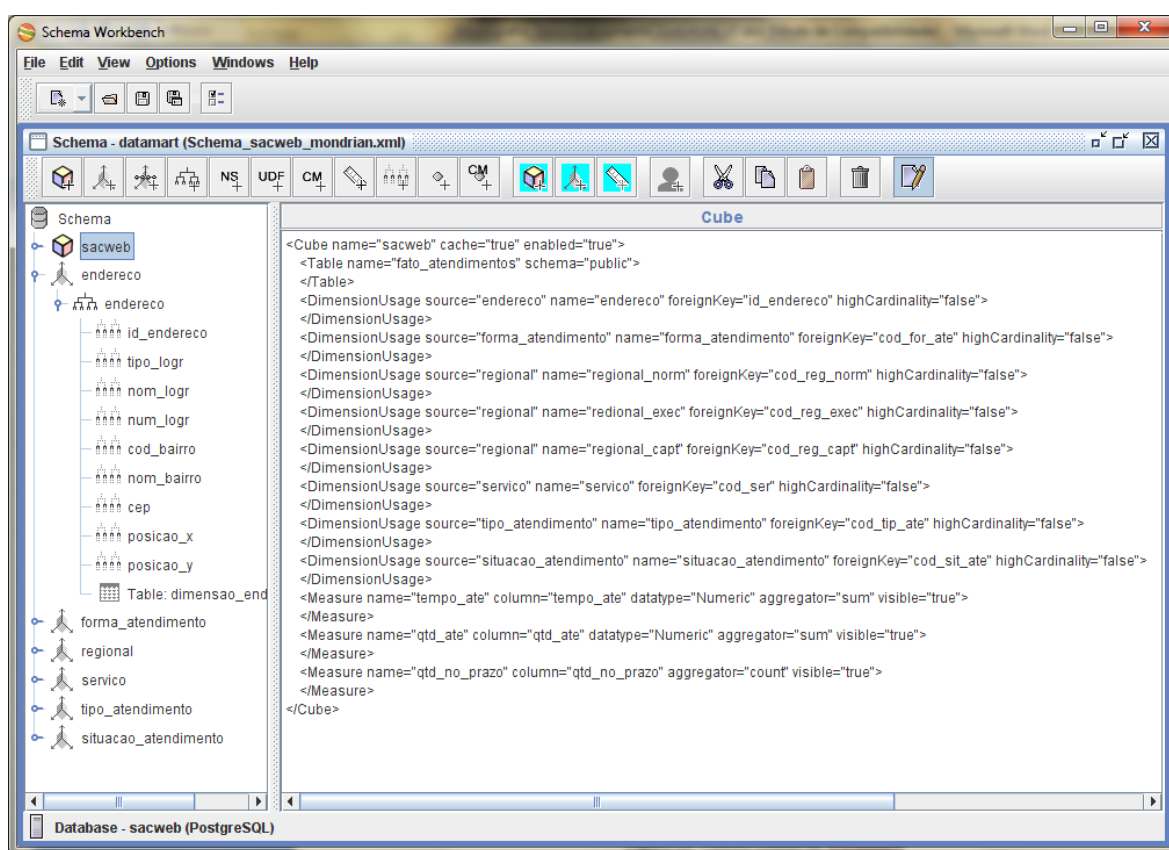 Schema Workbench
File Edit View Options Windows Help
Schema - datamart (Schema_sacweb_mondrian.xml)
NS UDF CM CM
Schema
sacweb
endereco
endereco
id_endereco
tipo_logr
nom_logr
num_logr
cod_bairro
nom_bairro
cep
posicao_x
posicao_y
Table: dimensao_end
forma_atendimento
regional
servico
tipo_atendimento
situacao_atendimento
Cube
<Cube name="sacweb" cache="true" enabled="true">
<Table name="fato_atendimentos" schema="public">
</Table>
<DimensionUsage source="endereco" name="endereco" foreignKey="id_endereco" highCardinality="false">
</DimensionUsage>
<DimensionUsage source="forma_atendimento" name="forma_atendimento" foreignKey="cod_for_ate" highCardinality="false">
</DimensionUsage>
<DimensionUsage source="regional" name="regional_norm" foreignKey="cod_reg_norm" highCardinality="false">
</DimensionUsage>
<DimensionUsage source="regional" name="redional_exec" foreignKey="cod_reg_exec" highCardinality="false">
</DimensionUsage>
<DimensionUsage source="regional" name="regional_capt" foreignKey="cod_reg_capt" highCardinality="false">
</DimensionUsage>
<DimensionUsage source="servico" name="servico" foreignKey="cod_ser" highCardinality="false">
</DimensionUsage>
<DimensionUsage source="tipo_atendimento" name="tipo_atendimento" foreignKey="cod_tip_ate" highCardinality="false">
</DimensionUsage>
<DimensionUsage source="situacao_atendimento" name="situacao_atendimento" foreignKey="cod_sit_ate" highCardinality="false">
</DimensionUsage>
<Measure name="tempo_ate" column="tempo_ate" datatype="Numeric" aggregator="sum" visible="true">
</Measure>
<Measure name="qtd_ate" column="qtd_ate" datatype="Numeric" aggregator="sum" visible="true">
</Measure>
<Measure name="qtd_no_prazo" column="qtd_no_prazo" aggregator="count" visible="true">
</Measure>
</Cube>
Database - sacweb (PostgreSQL)